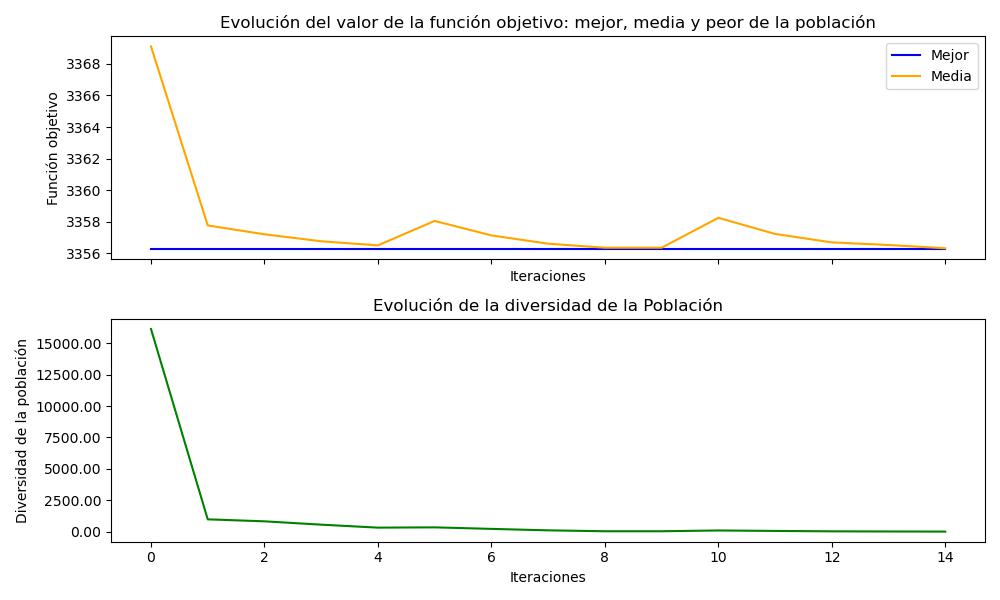 Evolución del valor de la función objetivo: mejor, media y peor de la población
Mejor
Media
3368
3366
3364
3362
3360
3358
3356
Función objetivo
Iteraciones
Evolución de la diversidad de la Población
15000.00
12500.00
10000.00
7500.00
5000.00
2500.00
0.00
Diversidad de la población
0 2 4 6 8 10 12 14
Iteraciones